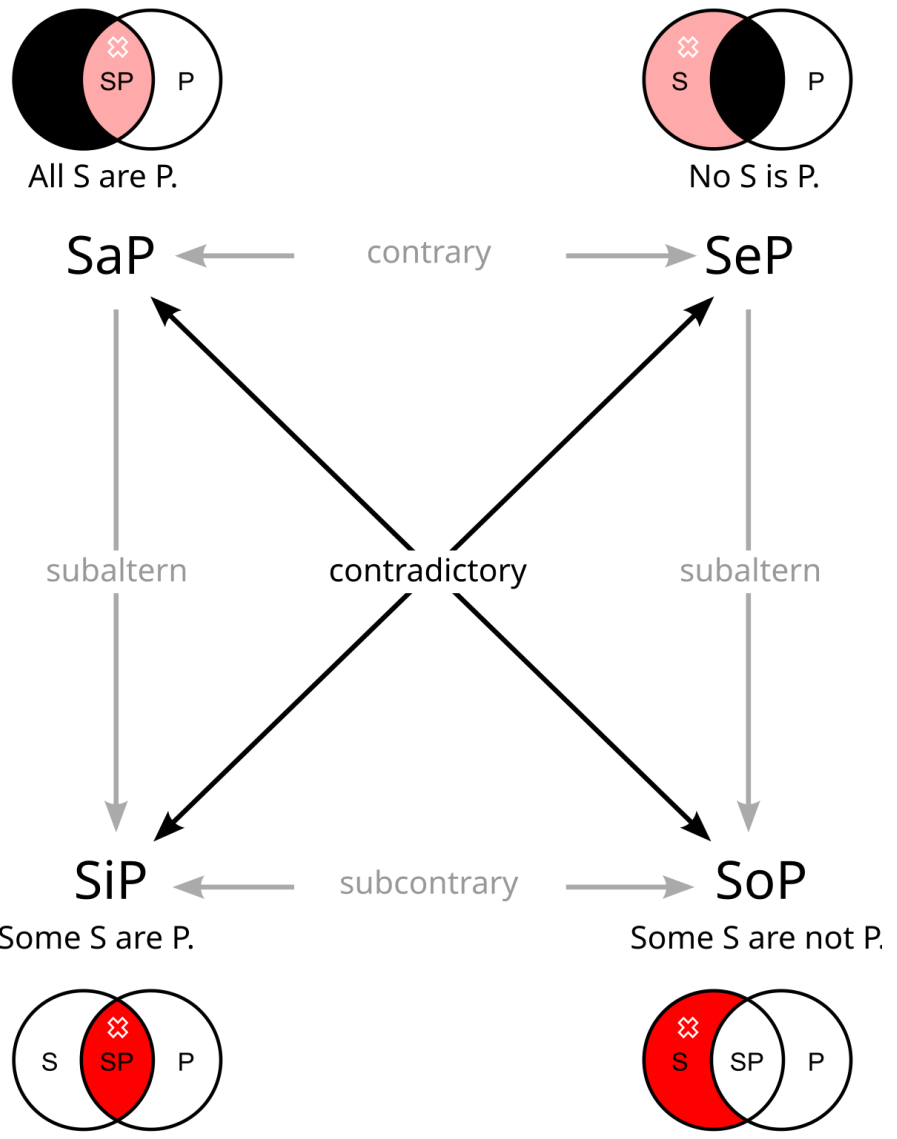 SP P
S P
All S are P.
No S is P.
SaP
contrary
SeP
subaltern
contradictory
subaltern
SiP
subcontrary
SoP
Some S are P.
Some S are not P.
S SP P
S SP P